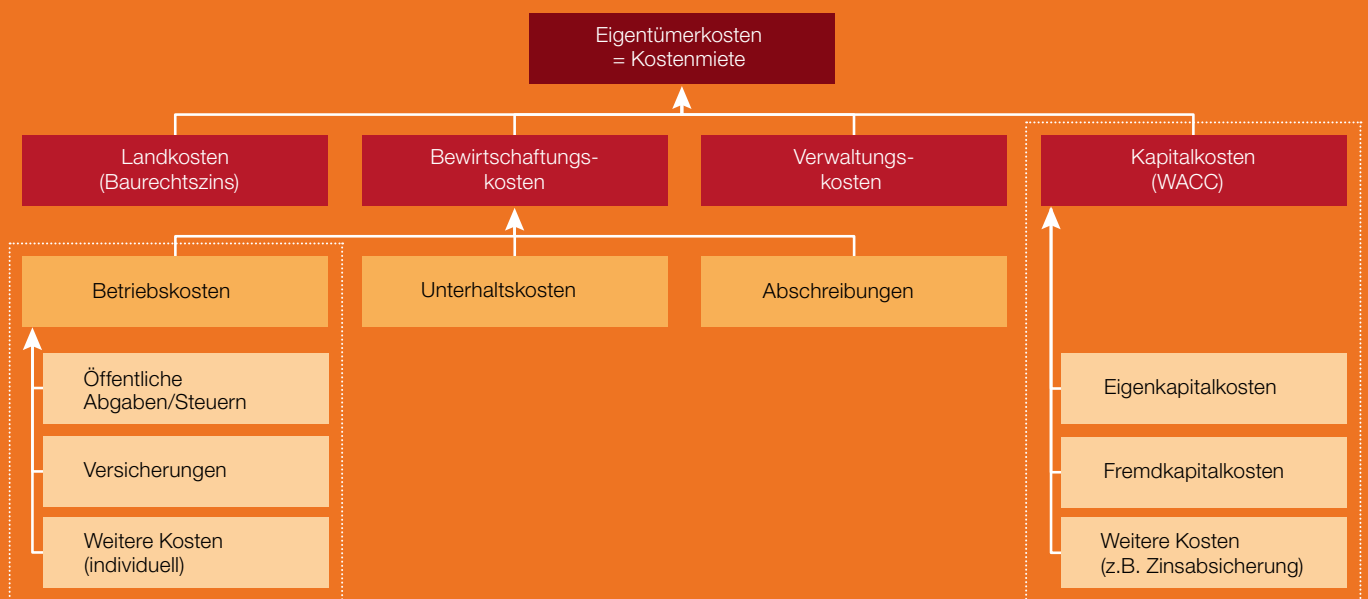 Eigentümerkosten
= Kostenmiete
Landkosten
(Baurechtszins)
Bewirtschaftungs-
kosten
Verwaltungs-
kosten
Kapitalkosten
(WACC)
Betriebskosten
Unterhaltskosten
Abschreibungen
Öffentliche
Abgaben/Steuern
Versicherungen
Weitere Kosten
(individuell)
Eigenkapitalkosten
Fremdkapitalkosten
Weitere Kosten
(z.B. Zinsabsicherung)